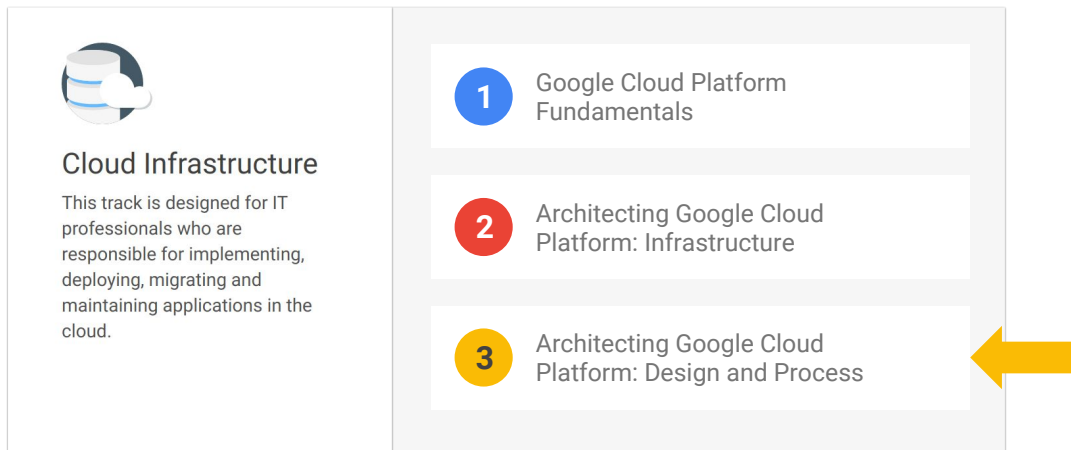 Cloud Infrastructure
This track is designed for IT
professionals who are
responsible for implementing,
deploying, migrating and
maintaining applications in the
cloud.
1
Google Cloud Platform
Fundamentals
2
Architecting Google Cloud
Platform: Infrastructure
3
Architecting Google Cloud
Platform: Design and Process